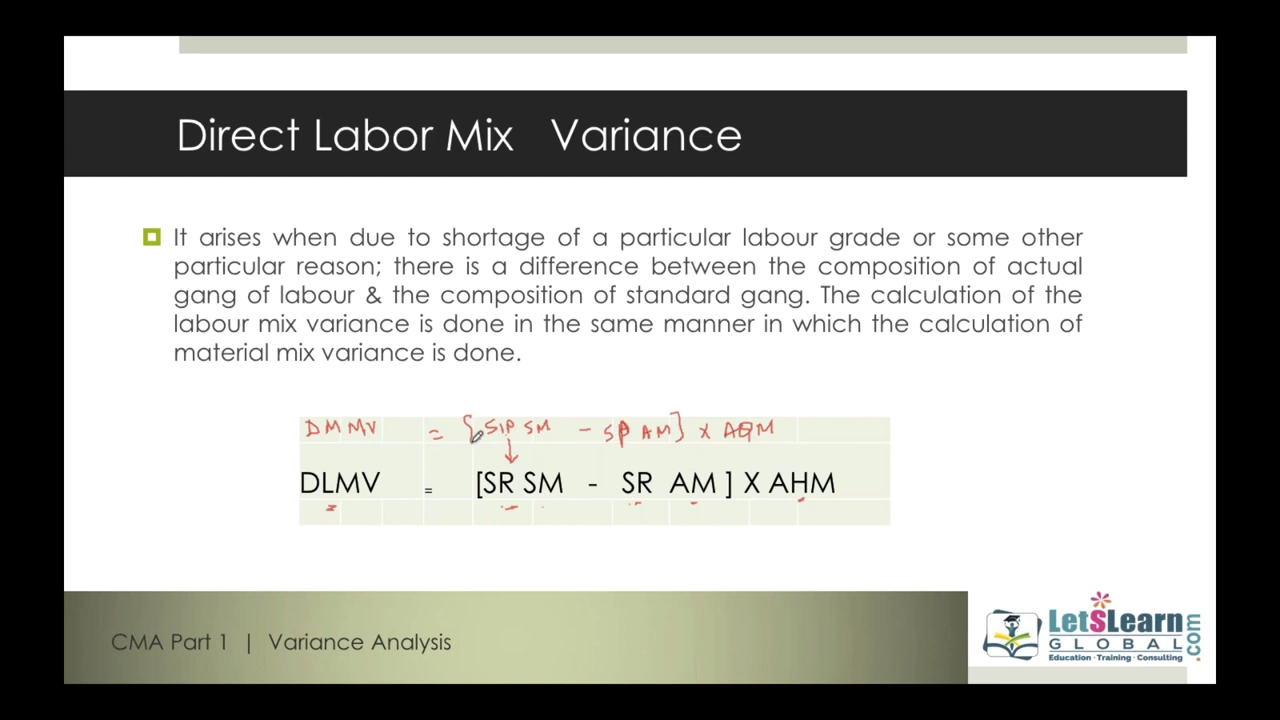 Direct Labor Mix Variance
It arises when due to shortage of a particular labour grade or some other
particular reason; there is a difference between the composition of actual
gang of labour & the composition of standard gang. The calculation of the
labour mix variance is done in the same manner in which the calculation of
material mix variance is done.
DMMV = [SP SM - SP AM] X AQM
DLMV = [SR SM - SR AM ] X AHM
CMA Part 1 | Variance Analysis
LetSLearn
GLOBAL
.com
Education · Training · Consulting